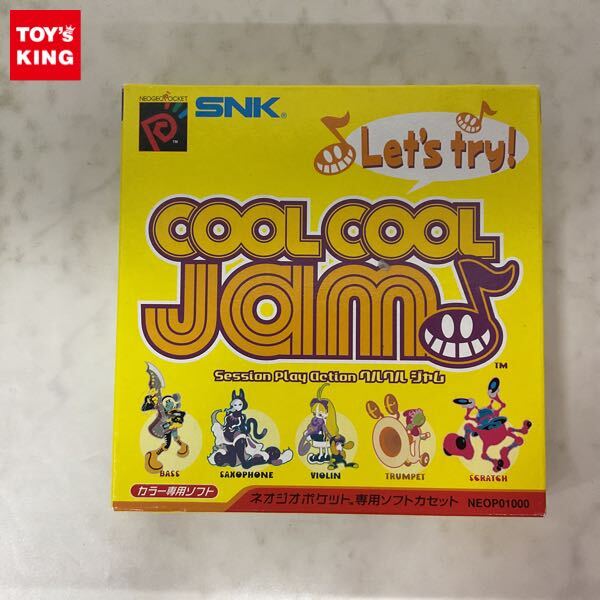 TOY's
KING
NEOGEOPOCKET
SNK®
Let's try!
COOL COOL
Jam
TM
Session Play Action クルクル ジャム
BASS
SAXOPHONE
VIOLIN
TRUMPET
SCRATCH
カラー専用ソフト
ネオジオポケット専用ソフトカセット NEOP01000